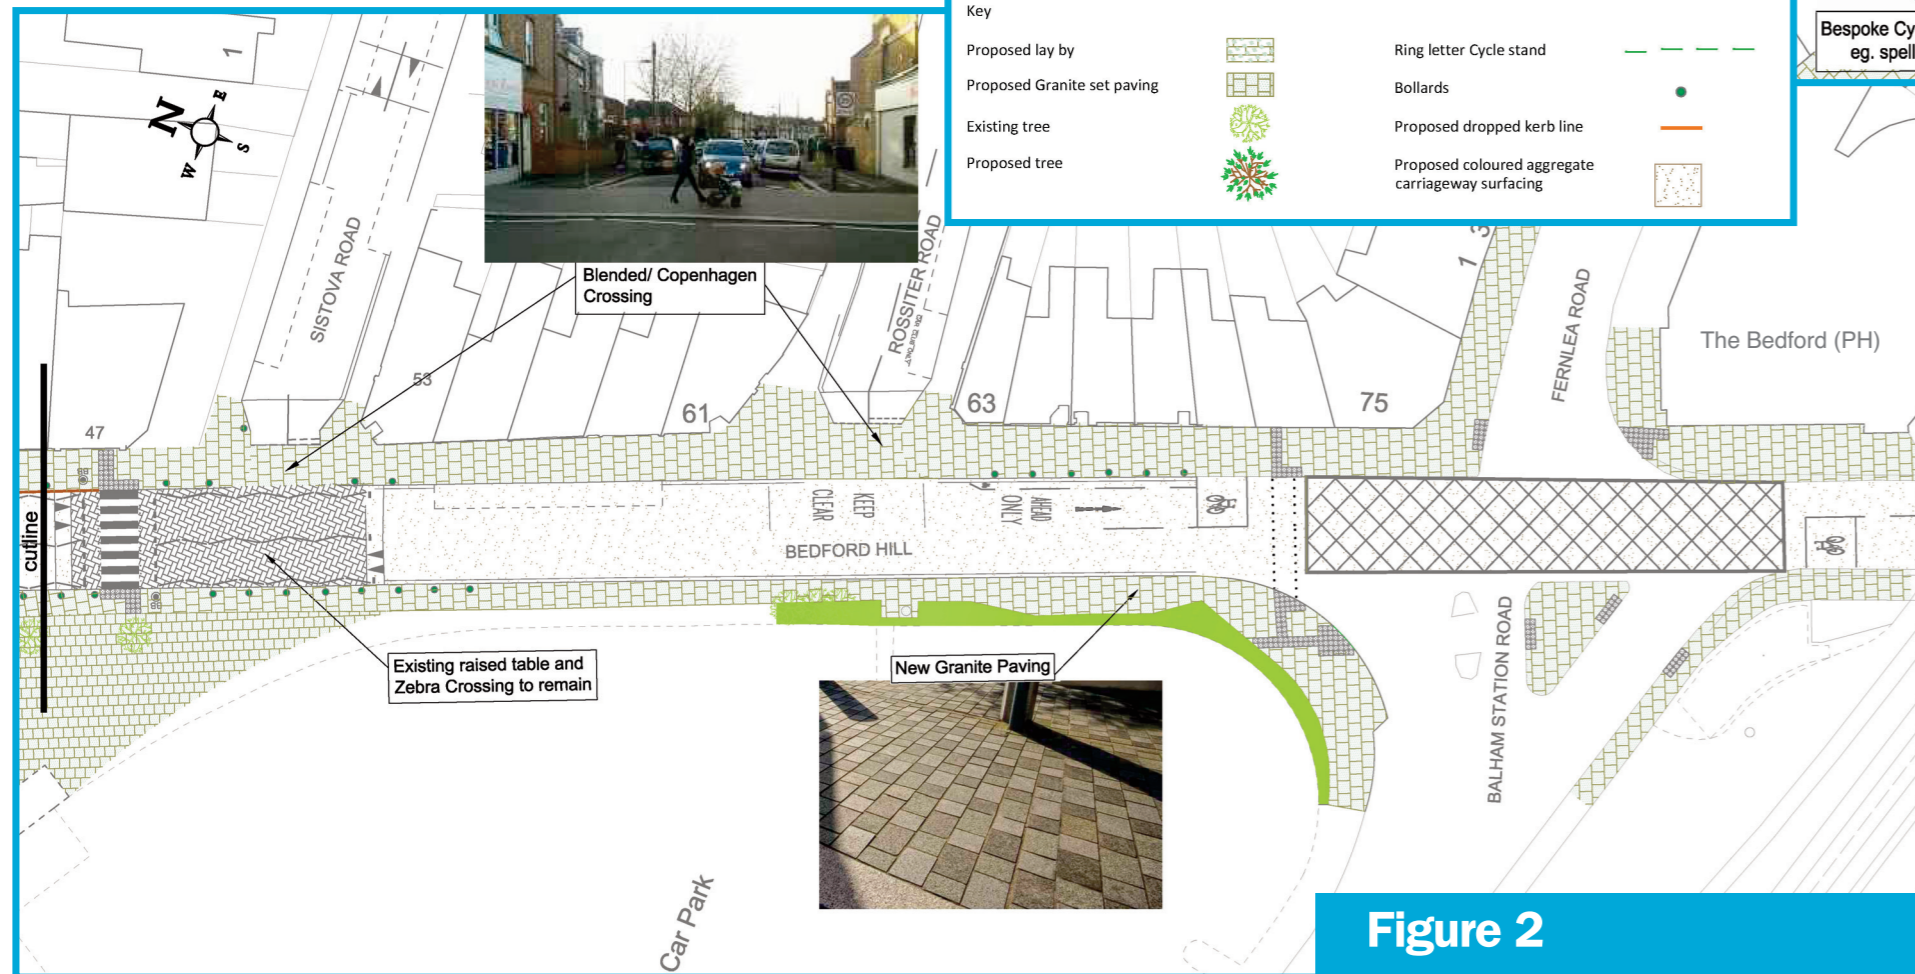 Key
Proposed lay by
Proposed Granite set paving
Existing tree
Proposed tree
Ring letter Cycle stand
Bollards
Proposed dropped kerb line
Proposed coloured aggregate
carriageway surfacing
Bespoke Cy
eg. spell
N
E
S
W
1
SISTOVA ROAD
Blended/ Copenhagen
Crossing
ROSSITER ROAD
1
3
FERNLEA ROAD
The Bedford (PH)
47
53
61
63
75
cutline
KEEP
CLEAR
AHEAD
ONLY
BEDFORD HILL
Existing raised table and
Zebra Crossing to remain
New Granite Paving
BALHAM STATION ROAD
Car Park
Figure 2